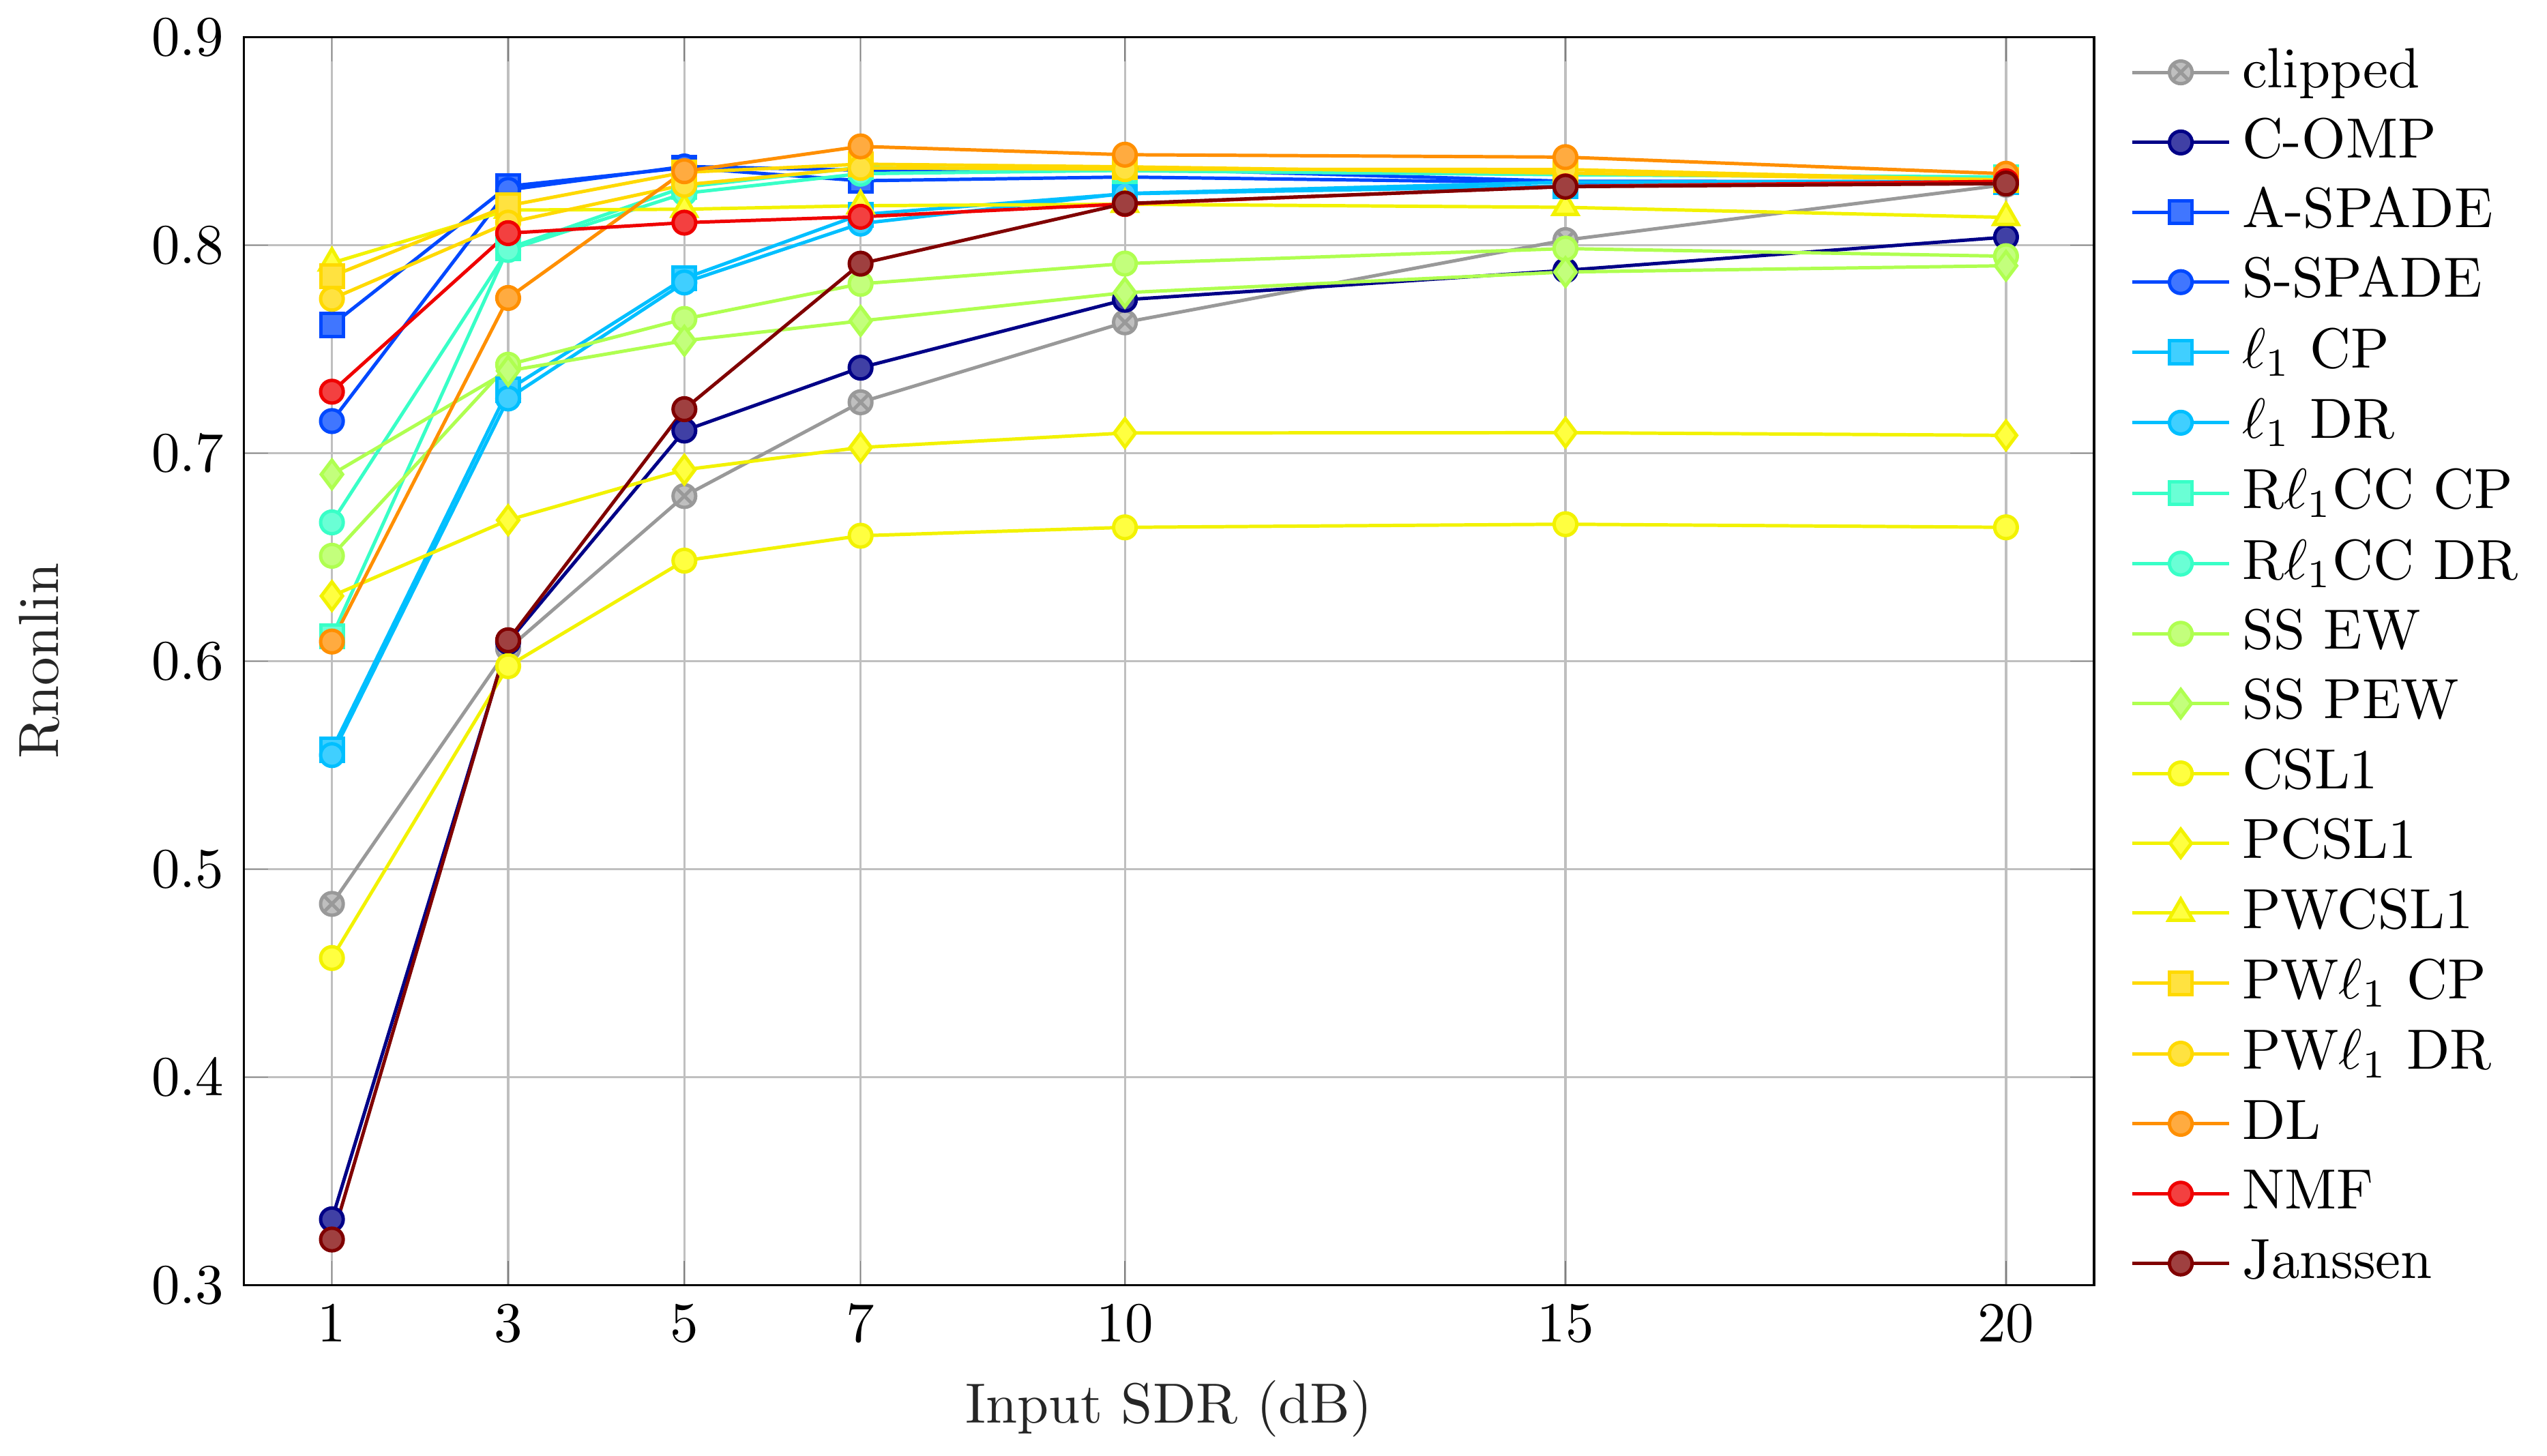 0.9
0.8
0.7
0.6
0.5
0.4
0.3
Rnonlin
1 3 5 7 10 15 20
Input SDR (dB)
clipped
C-OMP
A-SPADE
S-SPADE
ℓ₁ CP
ℓ₁ DR
Rℓ₁CC CP
Rℓ₁CC DR
SS EW
SS PEW
CSL1
PCSL1
PWCSL1
PWℓ₁ CP
PWℓ₁ DR
DL
NMF
Janssen